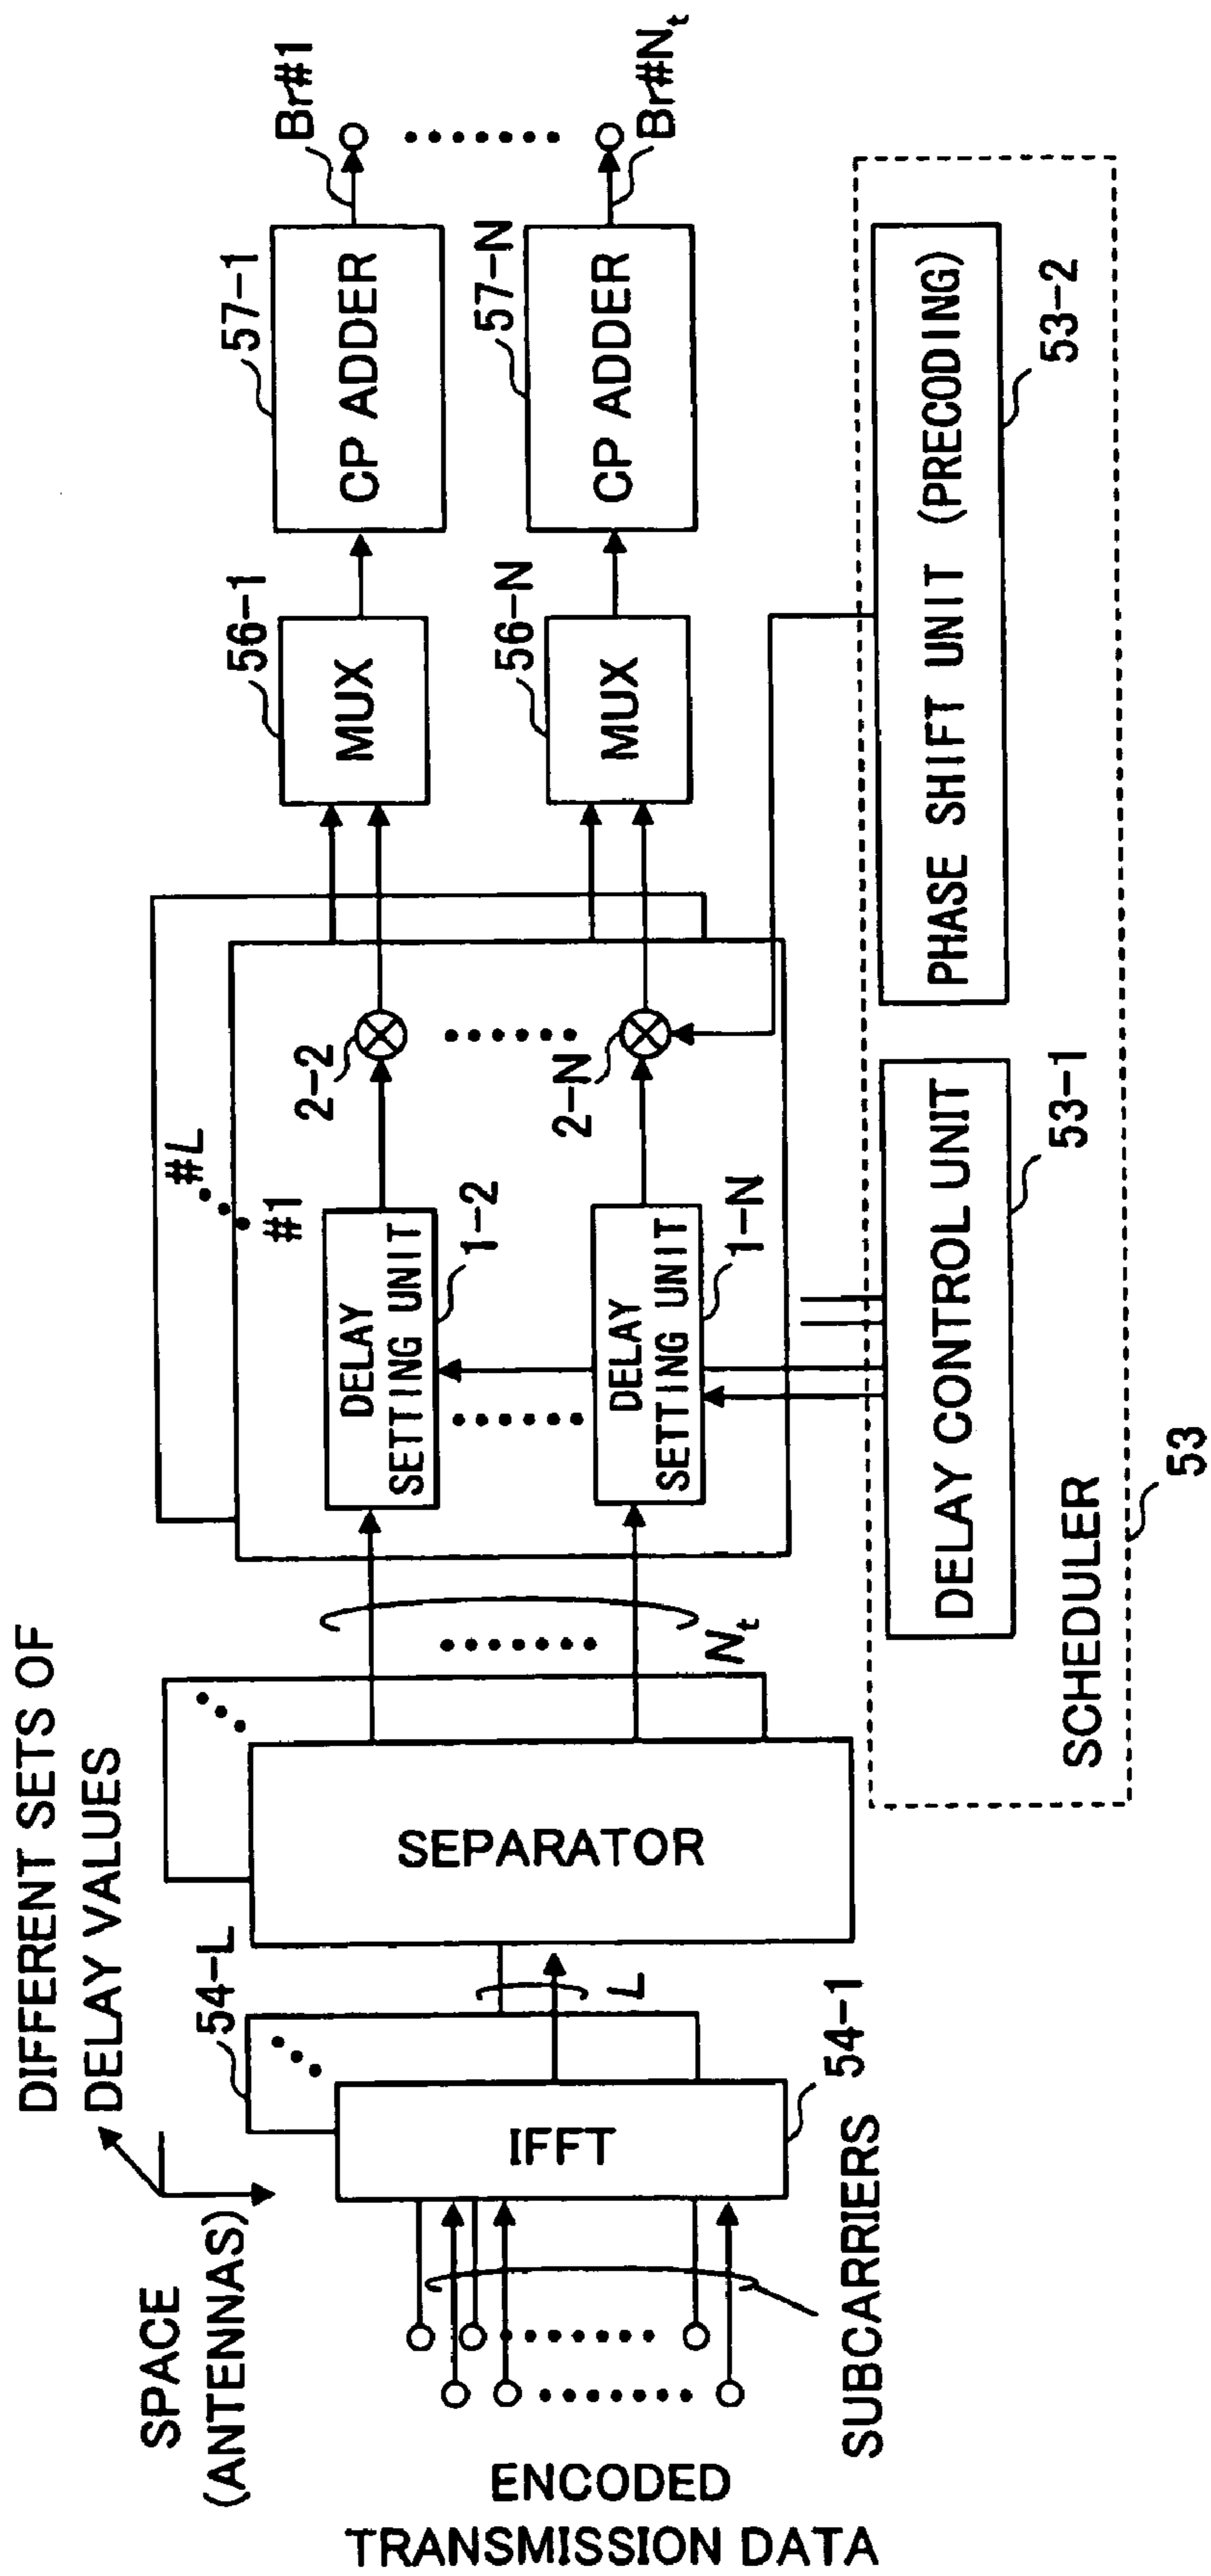 DIFFERENT SETS OF
DELAY VALUES
SPACE
(ANTENNAS)
ENCODED
TRANSMISSION DATA
SUBCARRIERS
IFFT
54-L
54-1
L
SEPARATOR
Nt
#L
#1
DELAY
SETTING UNIT
1-2
DELAY
SETTING UNIT
1-N
2-2
2-N
MUX
56-1
MUX
56-N
CP ADDER
57-1
CP ADDER
57-N
Br#1
Br#Nt
DELAY CONTROL UNIT
53-1
PHASE SHIFT UNIT (PRECODING)
53-2
SCHEDULER
53